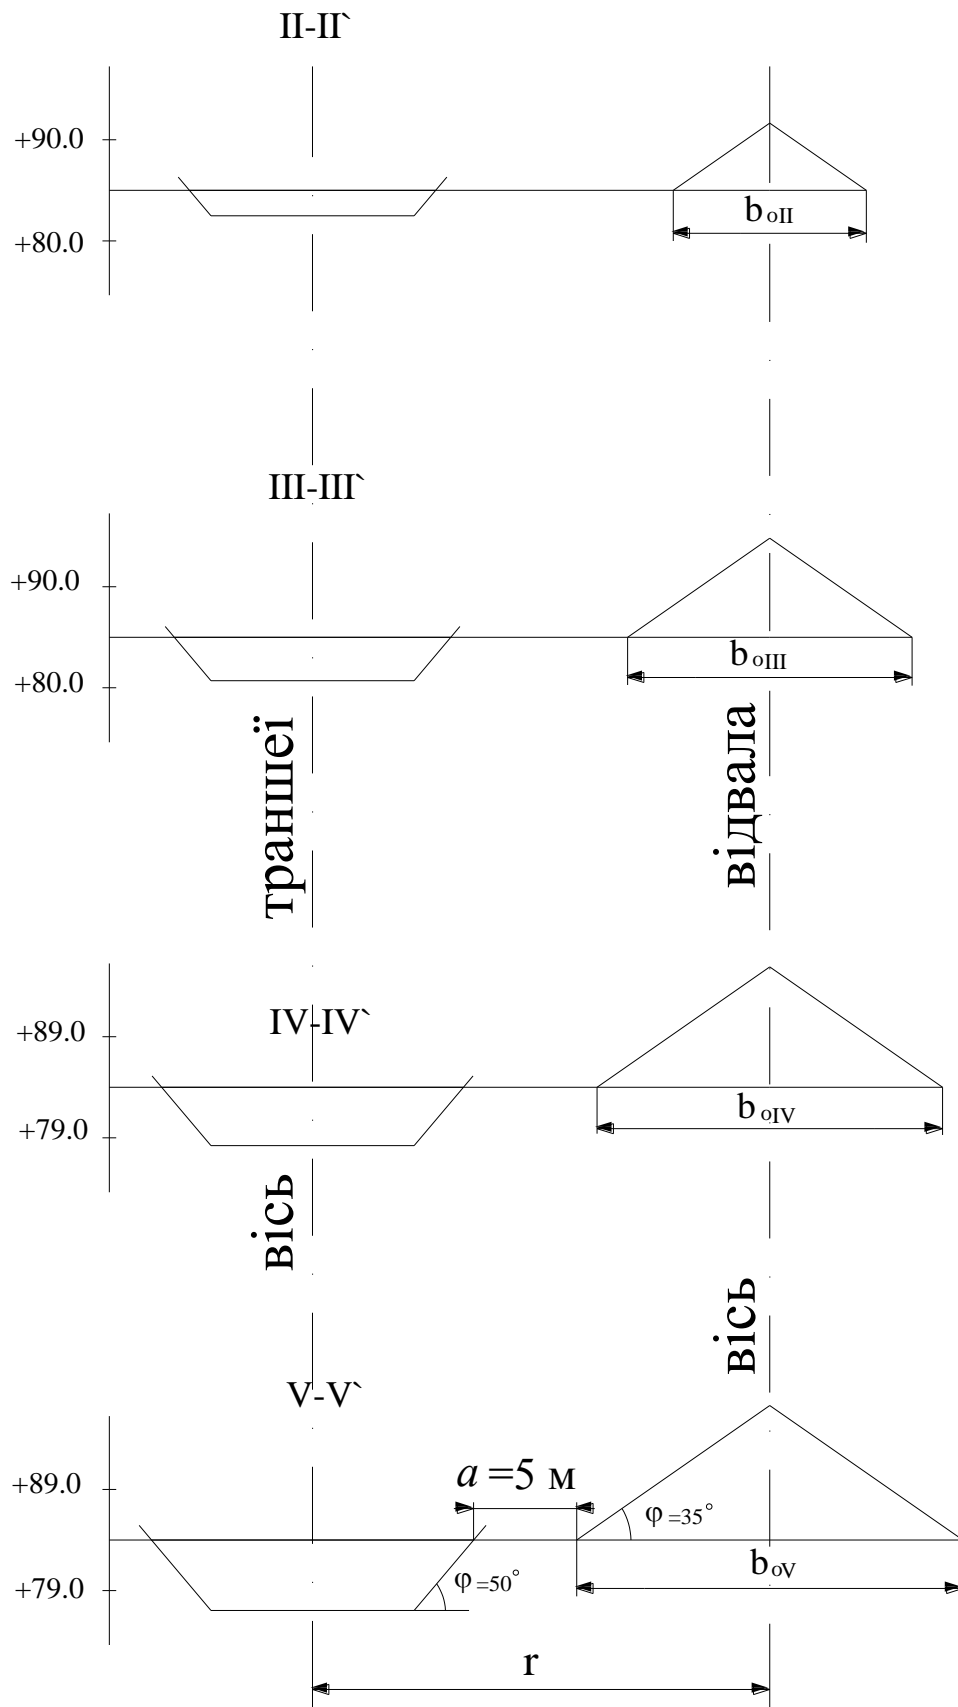 II-II`
+90.0
+80.0
b oII
III-III`
+90.0
+80.0
b oIII
вісь траншеї
вісь відвала
IV-IV`
+89.0
+79.0
b oIV
V-V`
a =5 м
+89.0
φ =35°
+79.0
φ =50°
b oV
r